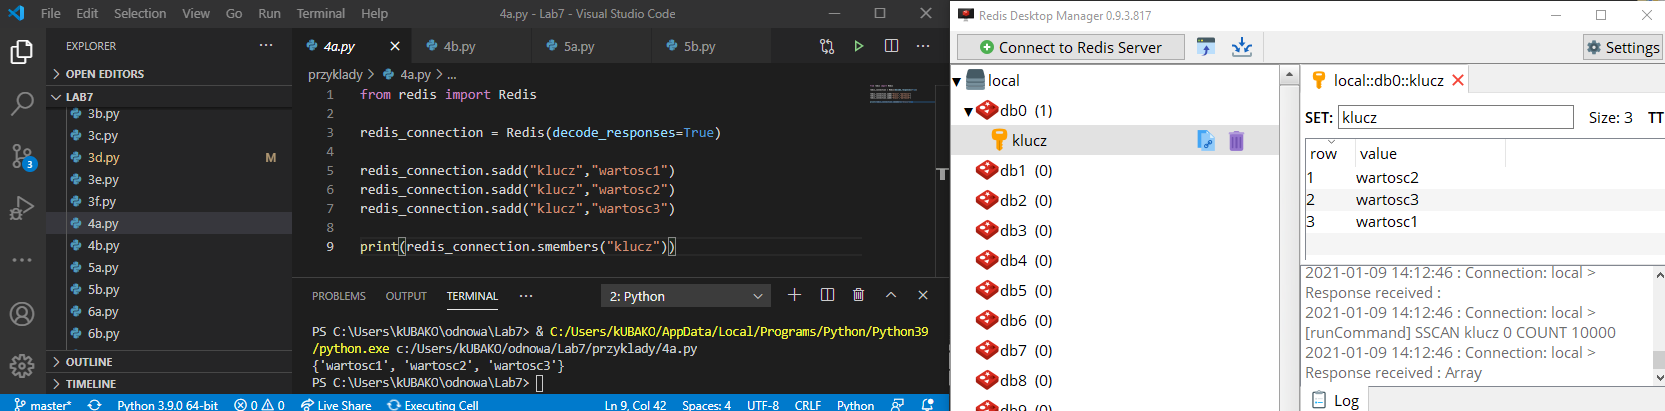 File Edit Selection View Go Run Terminal Help 4a.py - Lab7 - Visual Studio Code
EXPLORER
OPEN EDITORS
LAB7
3b.py
3c.py
3d.py M
3e.py
3f.py
4a.py
4b.py
5a.py
5b.py
6a.py
6b.py
OUTLINE
TIMELINE
3
4a.py 4b.py 5a.py 5b.py
przyklady > 4a.py > ...
1 from redis import Redis
2
3 redis_connection = Redis(decode_responses=True)
4
5 redis_connection.sadd("klucz","wartosc1")
6 redis_connection.sadd("klucz","wartosc2")
7 redis_connection.sadd("klucz","wartosc3")
8
9 print(redis_connection.smembers("klucz"))
PROBLEMS OUTPUT TERMINAL ... 2: Python
PS C:\Users\kUBAKO\odnowa\Lab7> & C:/Users/kUBAKO/AppData/Local/Programs/Python/Python39
/python.exe c:/Users/kUBAKO/odnowa/Lab7/przyklady/4a.py
{'wartosc1', 'wartosc2', 'wartosc3'}
PS C:\Users\kUBAKO\odnowa\Lab7>
master* Python 3.9.0 64-bit 0 0 Live Share Executing Cell Ln 9, Col 42 Spaces: 4 UTF-8 CRLF Python
Redis Desktop Manager 0.9.3.817
Connect to Redis Server Settings
local
db0 (1)
klucz
db1 (0)
db2 (0)
db3 (0)
db4 (0)
db5 (0)
db6 (0)
db7 (0)
db8 (0)
db9 (0)
local::db0::klucz
SET: klucz Size: 3 TT
row value
1 wartosc2
2 wartosc3
3 wartosc1
2021-01-09 14:12:46 : Connection: local >
Response received :
2021-01-09 14:12:46 : Connection: local >
[runCommand] SSCAN klucz 0 COUNT 10000
2021-01-09 14:12:46 : Connection: local >
Response received : Array
Log